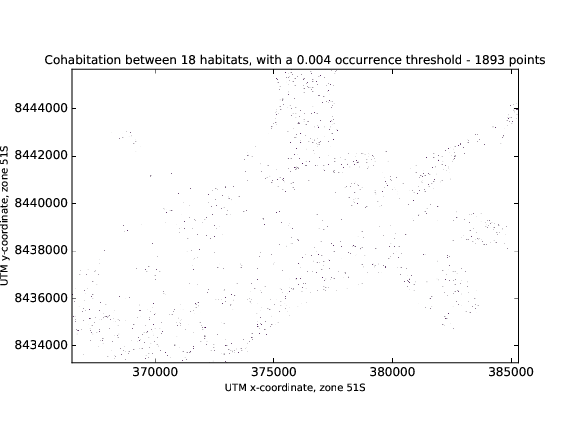 Cohabitation between 18 habitats, with a 0.004 occurrence threshold - 1893 points
8444000
8442000
8440000
8438000
8436000
8434000
UTM y-coordinate, zone 51S
370000 375000 380000 385000
UTM x-coordinate, zone 51S